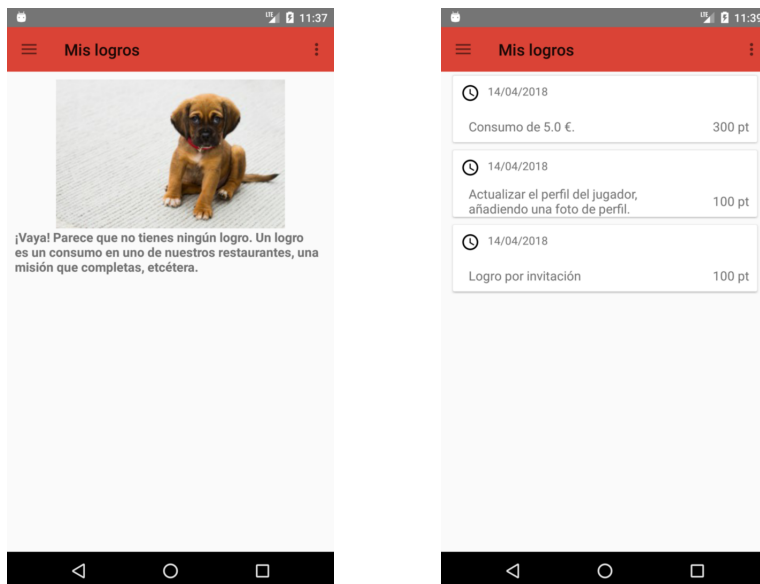 LTE 11:37
Mis logros
¡Vaya! Parece que no tienes ningún logro. Un logro
es un consumo en uno de nuestros restaurantes, una
misión que completas, etcétera.
LTE 11:39
Mis logros
14/04/2018
Consumo de 5.0 €. 300 pt
14/04/2018
Actualizar el perfil del jugador,
añadiendo una foto de perfil. 100 pt
14/04/2018
Logro por invitación 100 pt